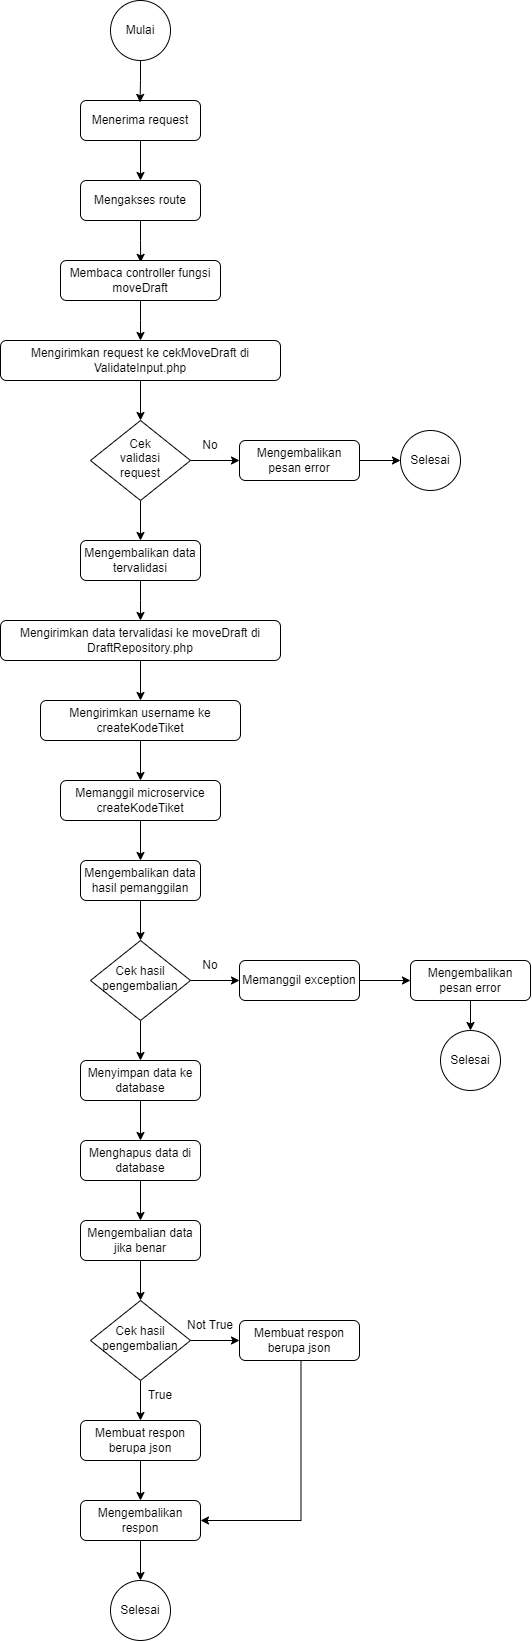 Mulai
Menerima request
Mengakses route
Membaca controller fungsi
moveDraft
Mengirimkan request ke cekMoveDraft di
ValidateInput.php
Cek
validasi
request
No
Mengembalikan
pesan error
Selesai
Mengembalikan data
tervalidasi
Mengirimkan data tervalidasi ke moveDraft di
DraftRepository.php
Mengirimkan username ke
createKodeTiket
Memanggil microservice
createKodeTiket
Mengembalikan data
hasil pemanggilan
Cek hasil
pengembalian
No
Memanggil exception
Mengembalikan
pesan error
Selesai
Menyimpan data ke
database
Menghapus data di
database
Mengembalian data
jika benar
Cek hasil
pengembalian
Not True
Membuat respon
berupa json
True
Membuat respon
berupa json
Mengembalikan
respon
Selesai